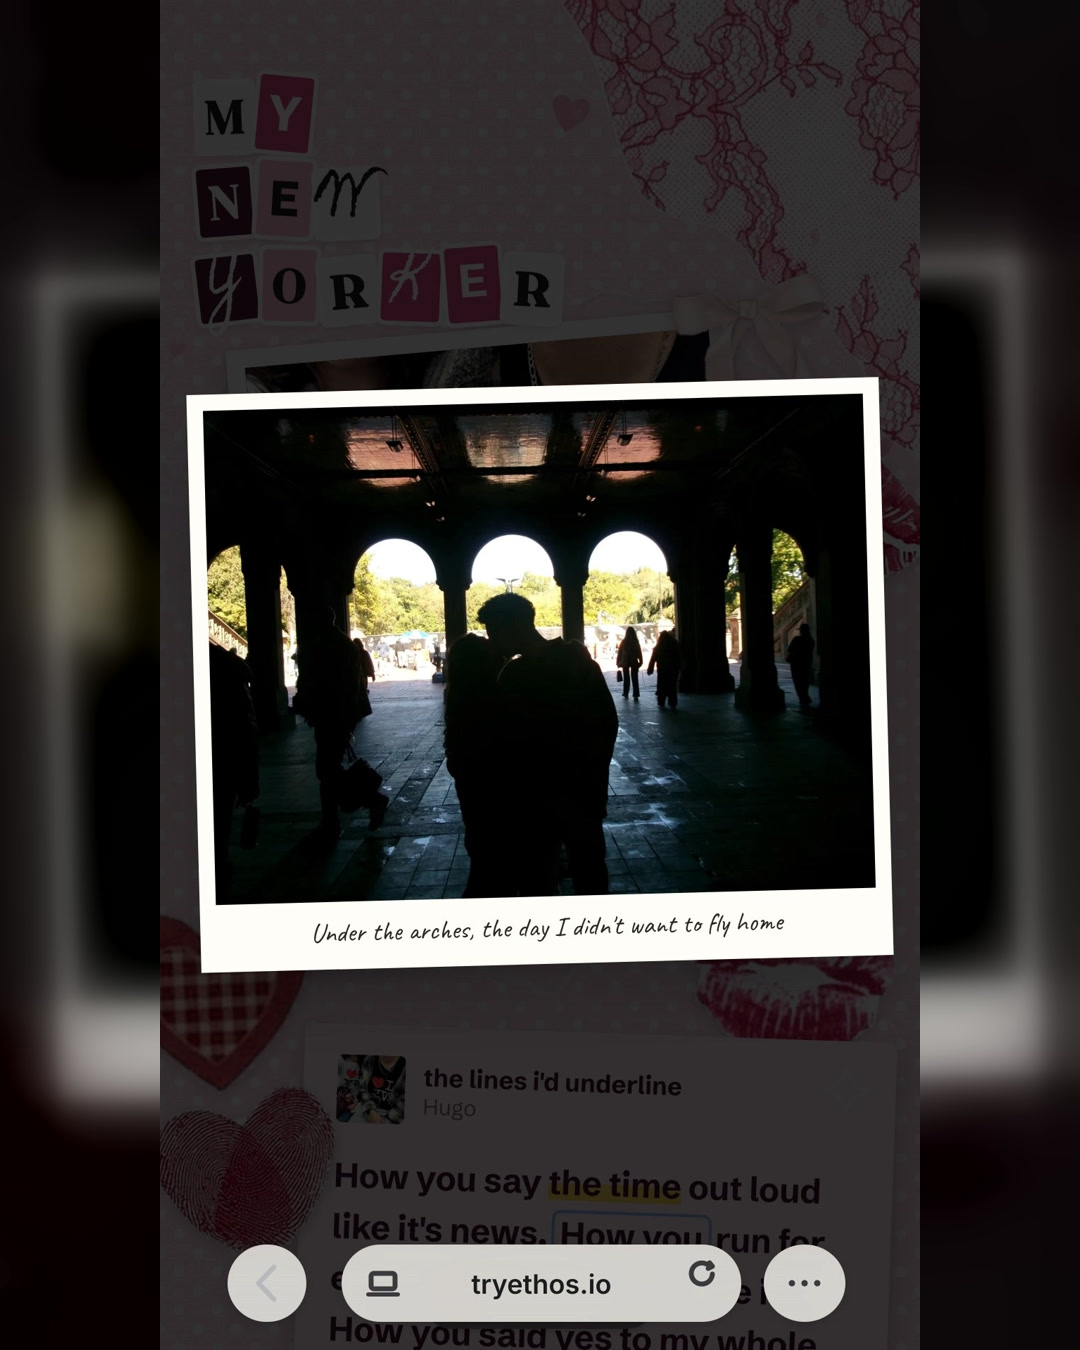 MY
NEW
YORKER
Under the arches, the day I didn't want to fly home
the lines i'd underline
Hugo
How you say the time out loud
like it's news. How you run for
How you said yes to my whole
tryethos.io